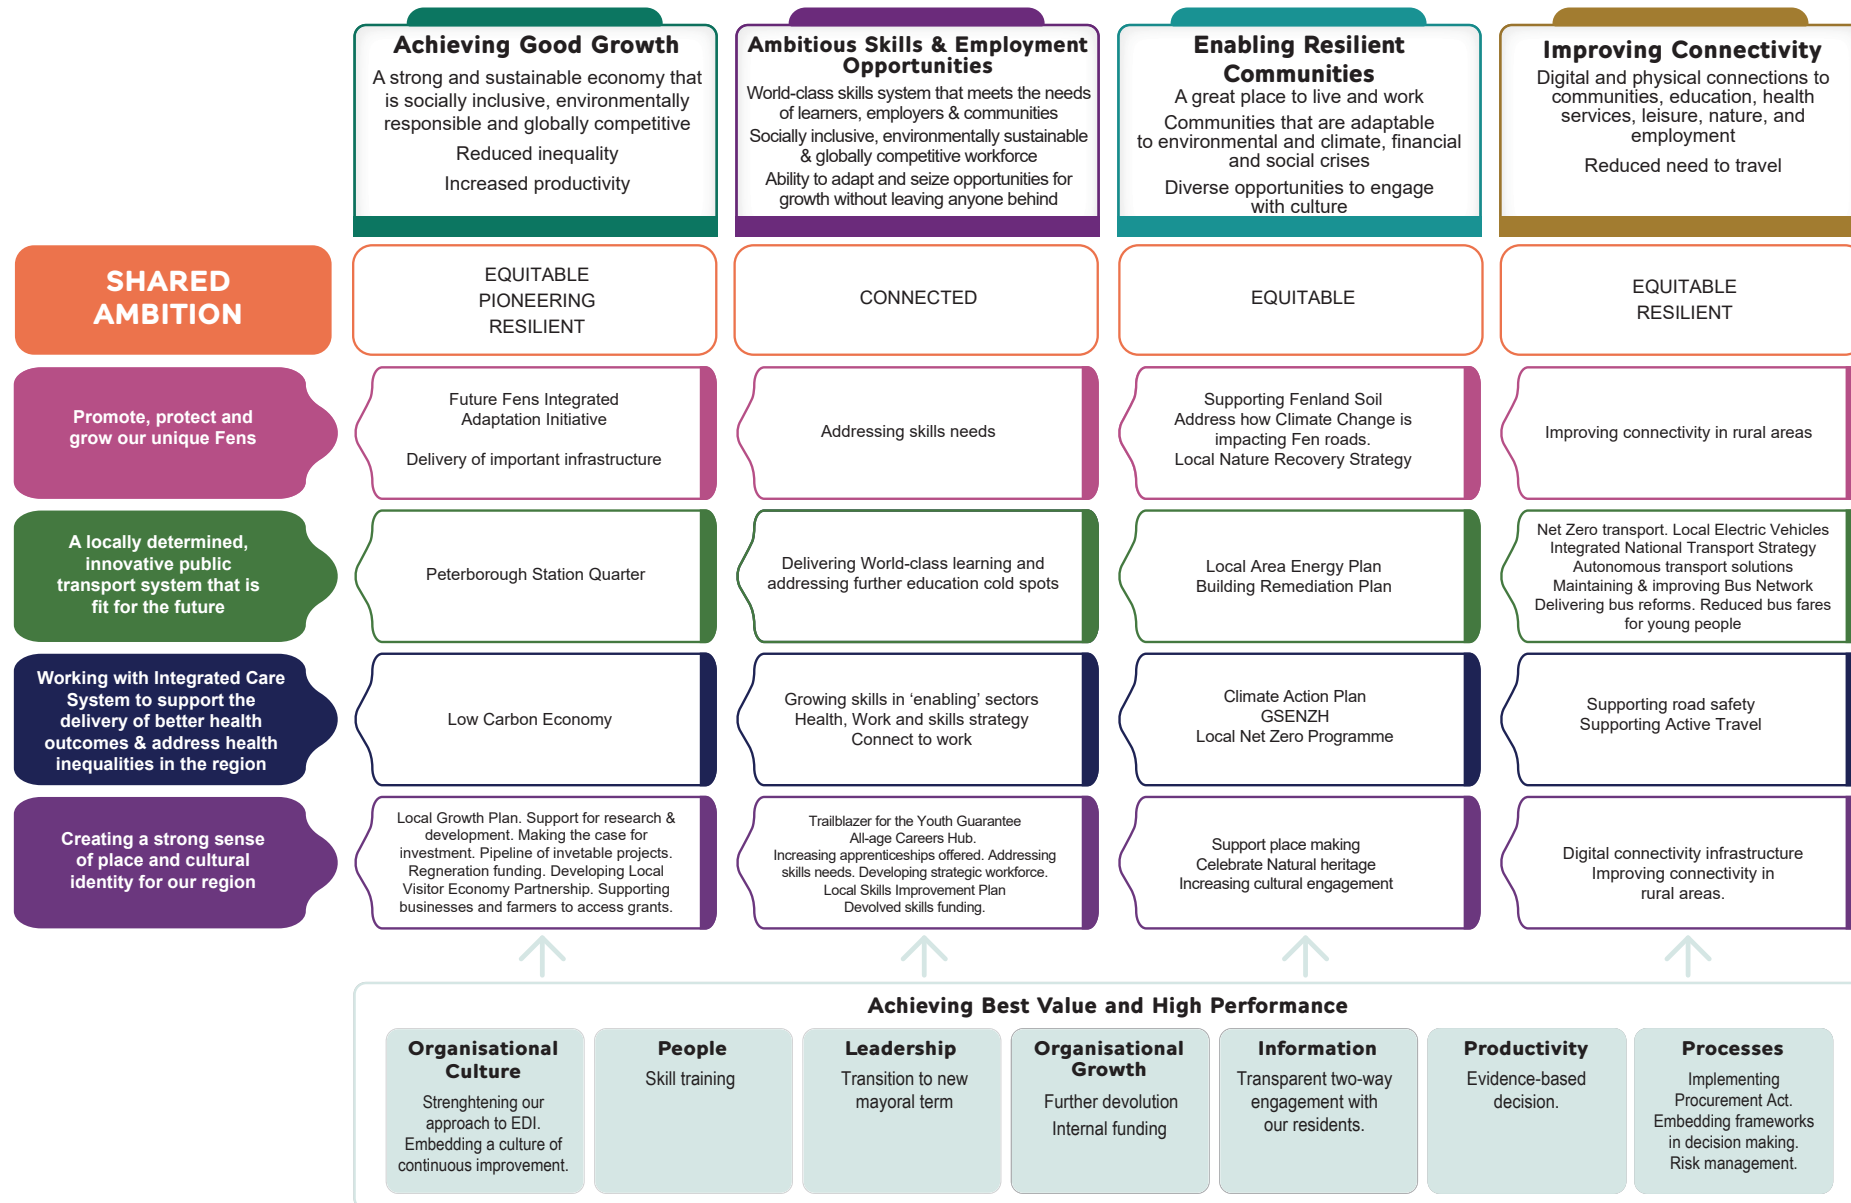 Achieving Good Growth
A strong and sustainable economy that
is socially inclusive, environmentally
responsible and globally competitive
Reduced inequality
Increased productivity
Ambitious Skills & Employment
Opportunities
World-class skills system that meets the needs
of learners, employers & communities
Socially inclusive, environmentally sustainable
& globally competitive workforce
Ability to adapt and seize opportunities for
growth without leaving anyone behind
Enabling Resilient
Communities
A great place to live and work
Communities that are adaptable
to environmental and climate, financial
and social crises
Diverse opportunities to engage
with culture
Improving Connectivity
Digital and physical connections to
communities, education, health
services, leisure, nature, and
employment
Reduced need to travel
SHARED
AMBITION
EQUITABLE
PIONEERING
RESILIENT
CONNECTED
EQUITABLE
EQUITABLE
RESILIENT
Promote, protect and
grow our unique Fens
Future Fens Integrated
Adaptation Initiative
Delivery of important infrastructure
Addressing skills needs
Supporting Fenland Soil
Address how Climate Change is
impacting Fen roads.
Local Nature Recovery Strategy
Improving connectivity in rural areas
A locally determined,
innovative public
transport system that is
fit for the future
Peterborough Station Quarter
Delivering World-class learning and
addressing further education cold spots
Local Area Energy Plan
Building Remediation Plan
Net Zero transport. Local Electric Vehicles
Integrated National Transport Strategy
Autonomous transport solutions
Maintaining & improving Bus Network
Delivering bus reforms. Reduced bus fares
for young people
Working with Integrated Care
System to support the
delivery of better health
outcomes & address health
inequalities in the region
Low Carbon Economy
Growing skills in ‘enabling’ sectors
Health, Work and skills strategy
Connect to work
Climate Action Plan
GSENZH
Local Net Zero Programme
Supporting road safety
Supporting Active Travel
Creating a strong sense
of place and cultural
identity for our region
Local Growth Plan. Support for research &
development. Making the case for
investment. Pipeline of invetable projects.
Regneration funding. Developing Local
Visitor Economy Partnership. Supporting
businesses and farmers to access grants.
Trailblazer for the Youth Guarantee
All-age Careers Hub.
Increasing apprenticeships offered. Addressing
skills needs. Developing strategic workforce.
Local Skills Improvement Plan
Devolved skills funding.
Support place making
Celebrate Natural heritage
Increasing cultural engagement
Digital connectivity infrastructure
Improving connectivity in
rural areas.
Achieving Best Value and High Performance
Organisational
Culture
Strenghtening our
approach to EDI.
Embedding a culture of
continuous improvement.
People
Skill training
Leadership
Transition to new
mayoral term
Organisational
Growth
Further devolution
Internal funding
Information
Transparent two-way
engagement with
our residents.
Productivity
Evidence-based
decision.
Processes
Implementing
Procurement Act.
Embedding frameworks
in decision making.
Risk management.